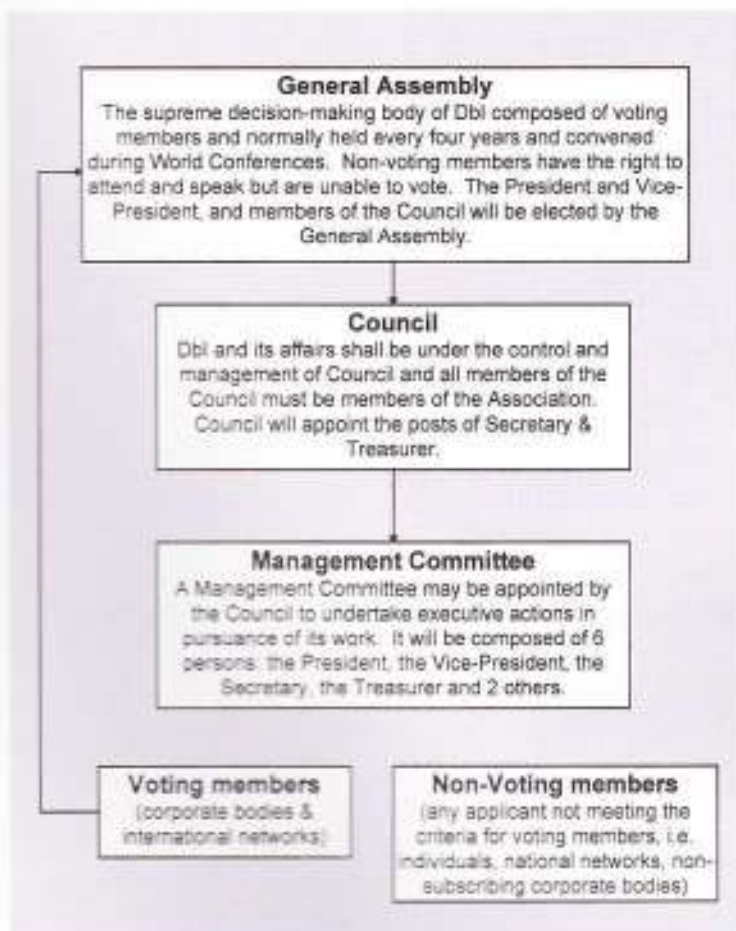 General Assembly
The supreme decision-making body of DbI composed of voting
members and normally held every four years and convened
during World Conferences. Non-voting members have the right to
attend and speak but are unable to vote. The President and Vice-
President, and members of the Council will be elected by the
General Assembly.
Council
DbI and its affairs shall be under the control and
management of Council and all members of the
Council must be members of the Association.
Council will appoint the posts of Secretary &
Treasurer.
Management Committee
A Management Committee may be appointed by
the Council to undertake executive actions in
pursuance of its work. It will be composed of 6
persons: the President, the Vice-President, the
Secretary, the Treasurer and 2 others.
Voting members
(corporate bodies &
international networks)
Non-Voting members
(any applicant not meeting the
criteria for voting members, i.e.
individuals, national networks, non-
subscribing corporate bodies)